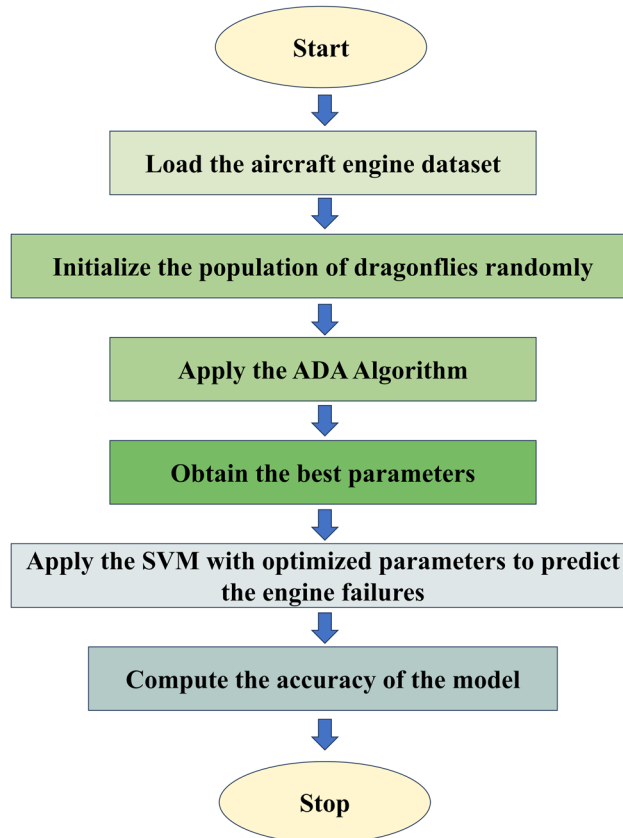 Start
Load the aircraft engine dataset
Initialize the population of dragonflies randomly
Apply the ADA Algorithm
Obtain the best parameters
Apply the SVM with optimized parameters to predict
the engine failures
Compute the accuracy of the model
Stop